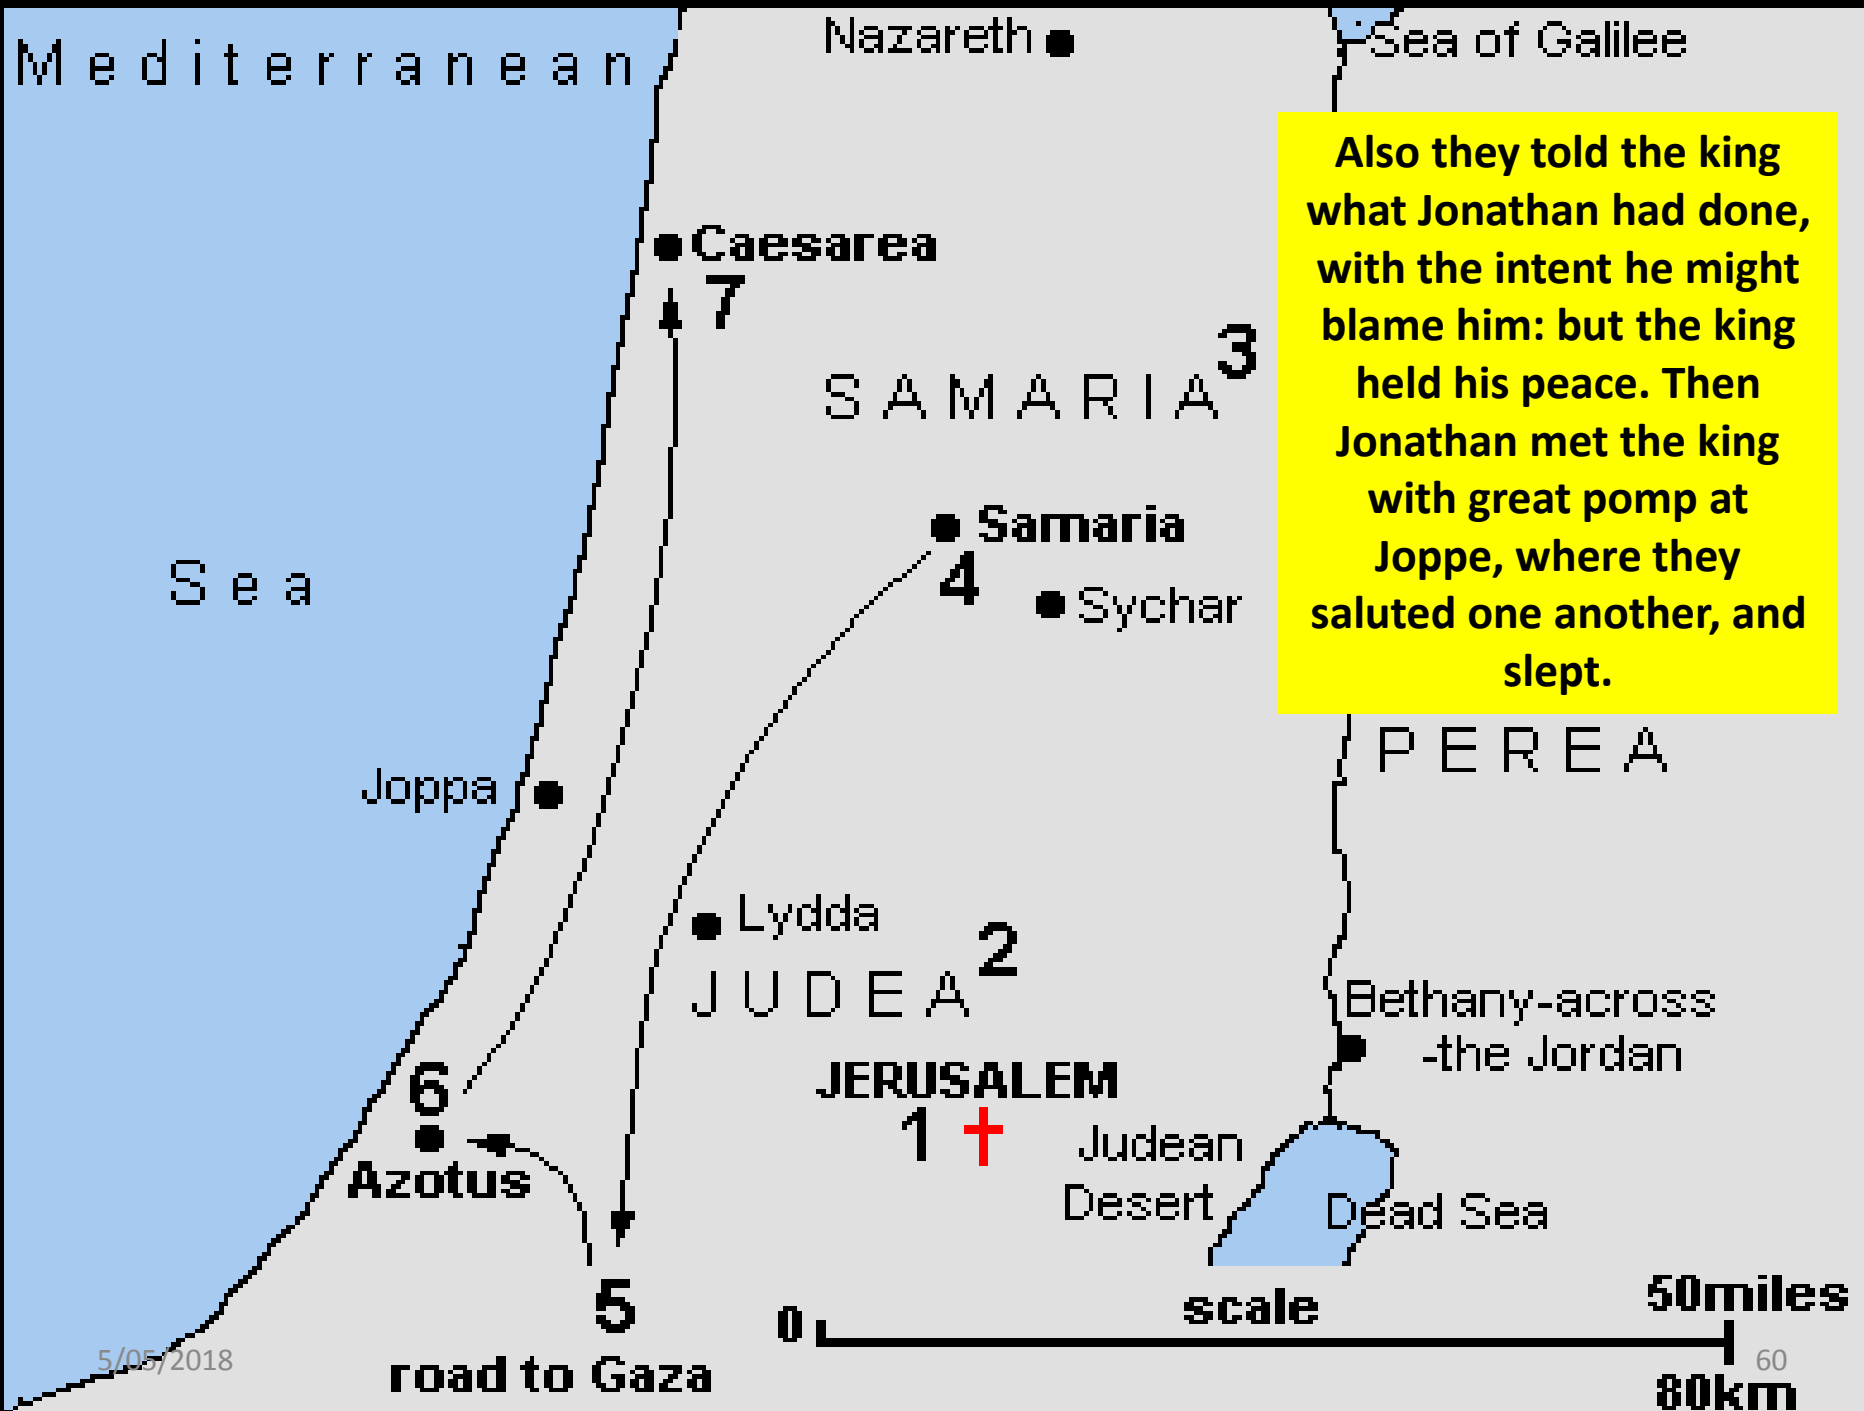 Mediterranean
Nazareth
Sea of Galilee
Also they told the king
what Jonathan had done,
with the intent he might
blame him: but the king
held his peace. Then
Jonathan met the king
with great pomp at
Joppe, where they
saluted one another, and
slept.
Caesarea
7
3
SAMARIA
Samaria
4
Sychar
Sea
PEREA
Joppa
Lydda
2
JUDEA
Bethany-across
-the Jordan
6
JERUSALEM
1
Judean
Desert
Azotus
Dead Sea
5
0
scale
50miles
road to Gaza
80km
5/05/2018
60